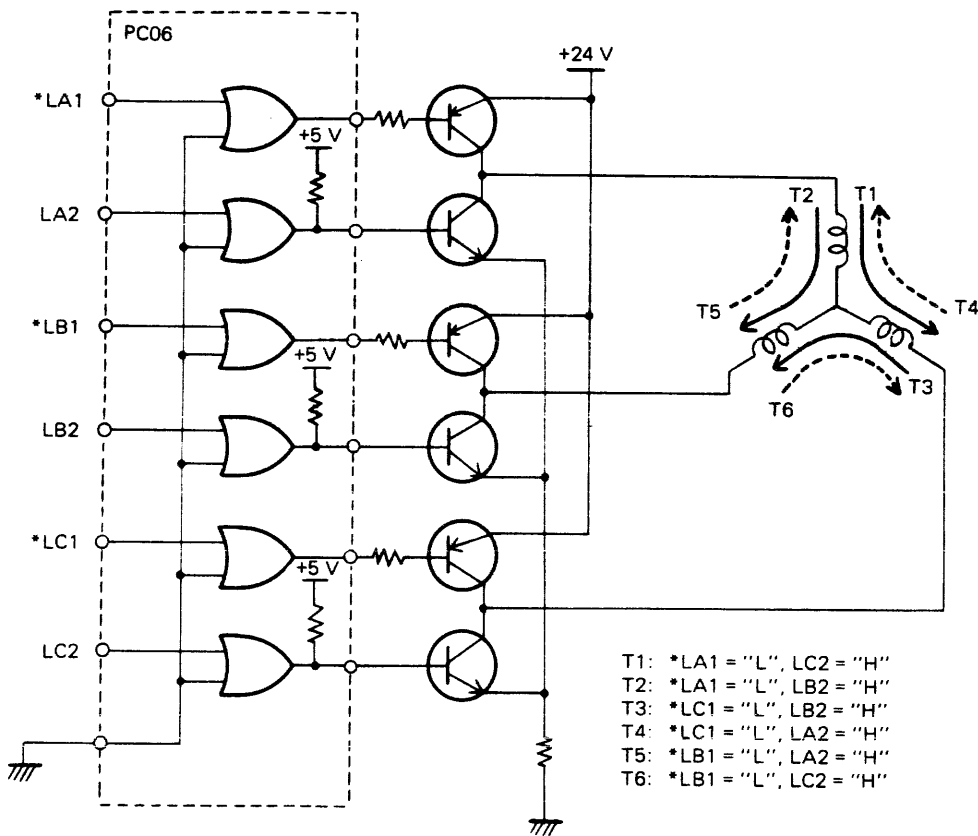 PC06
+24 V
*LA1
+5 V
LA2
T2
T1
*LB1
T5
T4
+5 V
T3
T6
LB2
*LC1
+5 V
LC2
T1: *LA1 = "L", LC2 = "H"
T2: *LA1 = "L", LB2 = "H"
T3: *LC1 = "L", LB2 = "H"
T4: *LC1 = "L", LA2 = "H"
T5: *LB1 = "L", LA2 = "H"
T6: *LB1 = "L", LC2 = "H"